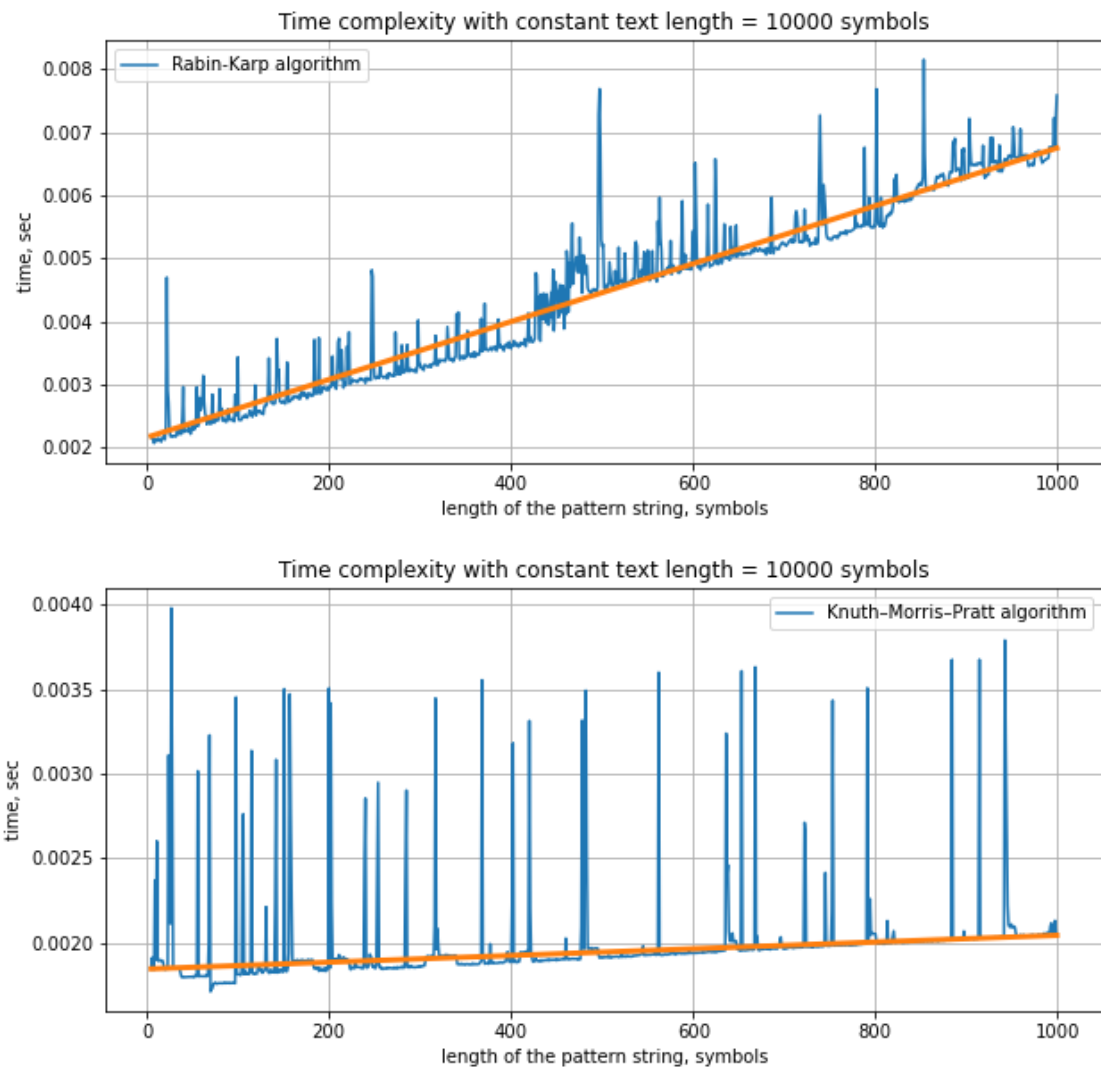 Time complexity with constant text length = 10000 symbols
Rabin-Karp algorithm
0.008
0.007
0.006
0.005
0.004
0.003
0.002
time, sec
0 200 400 600 800 1000
length of the pattern string, symbols
Time complexity with constant text length = 10000 symbols
Knuth–Morris–Pratt algorithm
0.0040
0.0035
0.0030
0.0025
0.0020
time, sec
0 200 400 600 800 1000
length of the pattern string, symbols